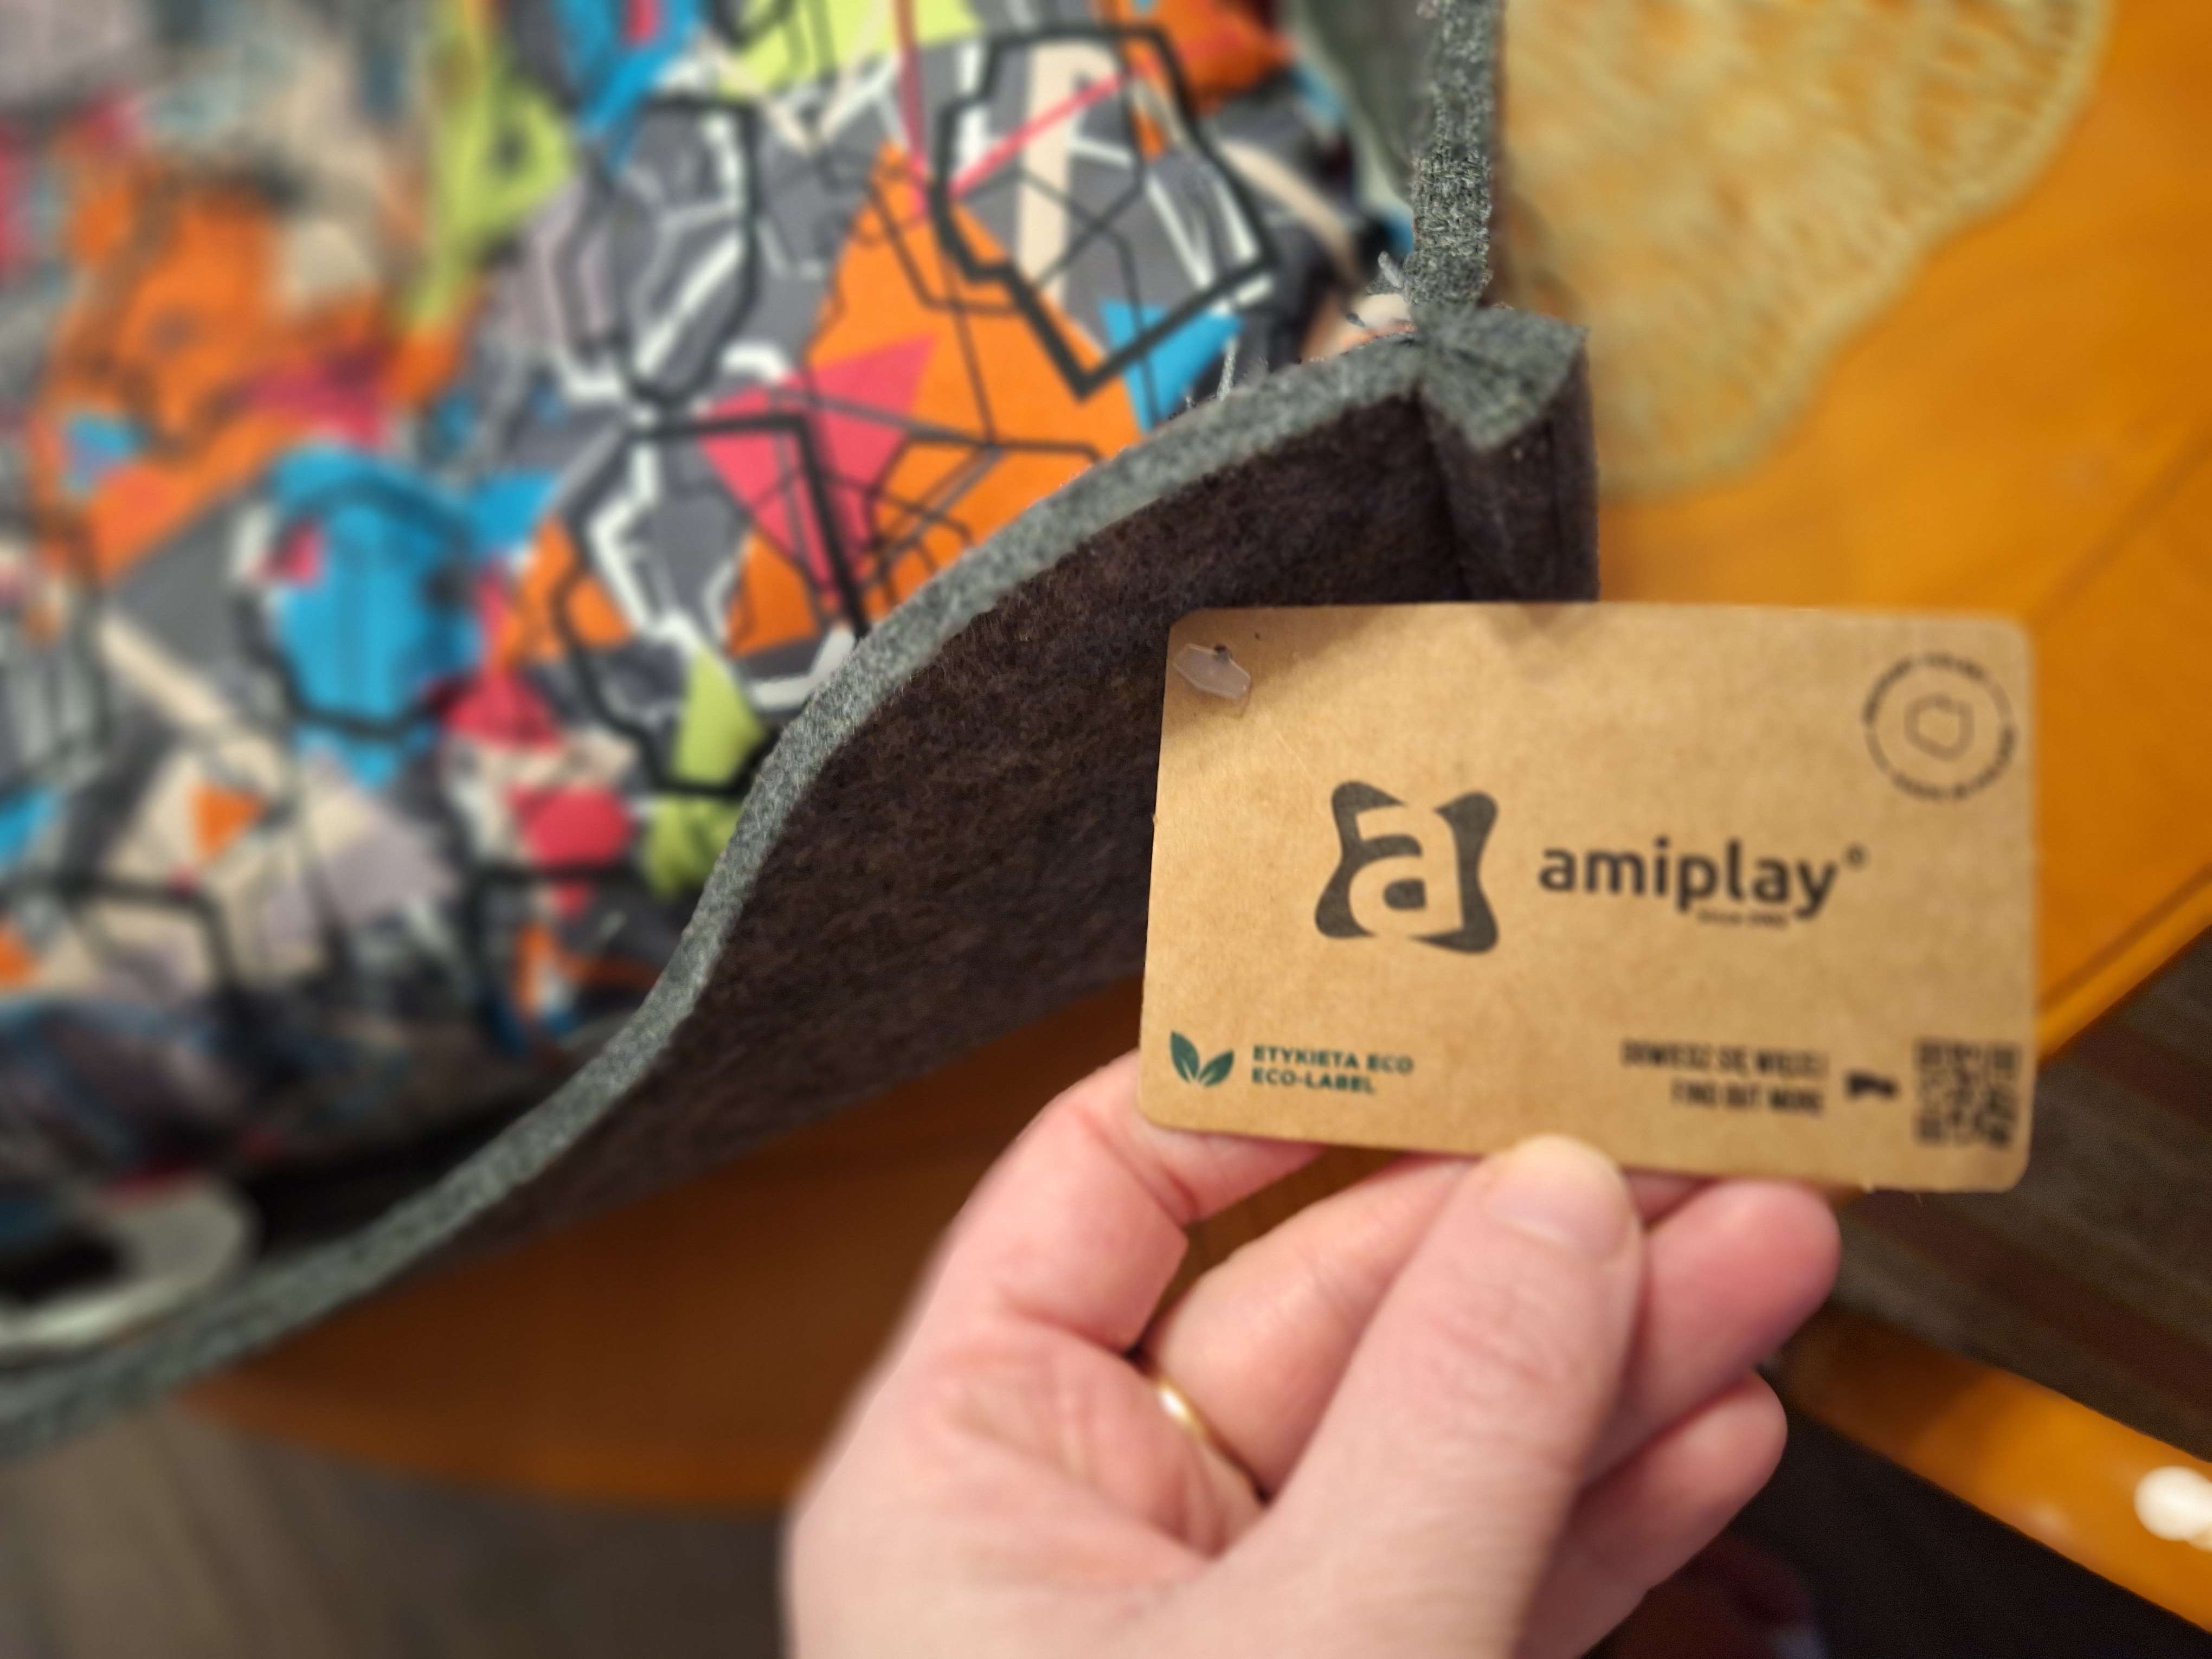 amiplay®
ETYKIETA ECO
ECO-LABEL
DOWIEDZ SIĘ WIĘCEJ
FIND OUT MORE